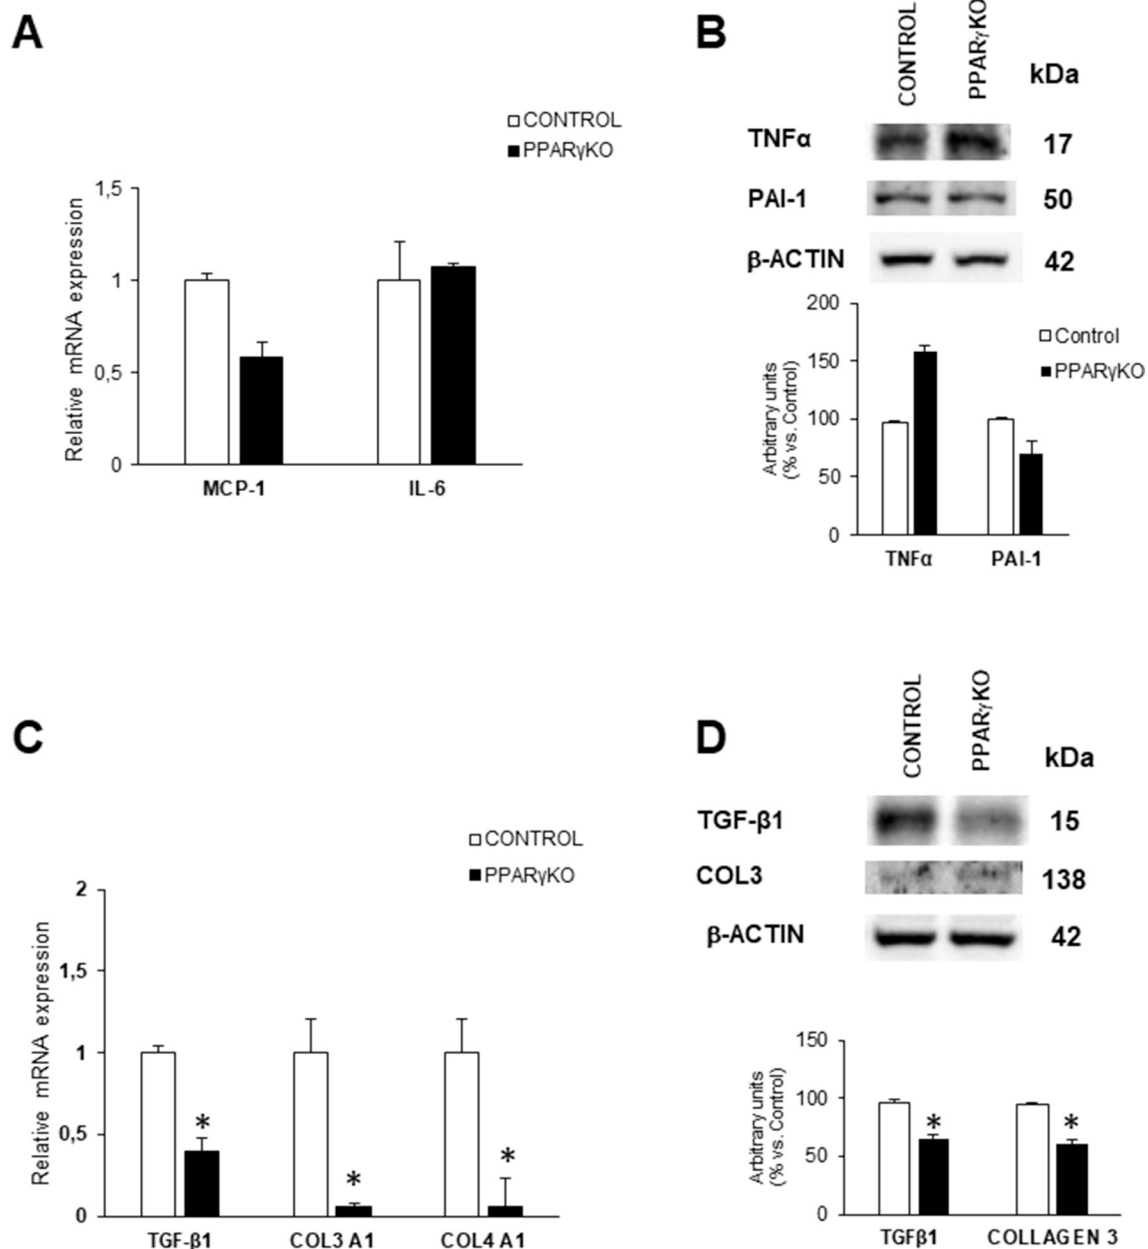 A
CONTROL
PPARγKO
Relative mRNA expression
1,5
1
0,5
0
MCP-1 IL-6
B
CONTROL PPARγKO kDa
TNFα 17
PAI-1 50
β-ACTIN 42
Arbitrary units
(% vs. Control)
200
150
100
50
0
Control
PPARγKO
TNFα PAI-1
C
CONTROL
PPARγKO
Relative mRNA expression
2
1,5
1
0,5
0
*
*
*
TGF-β1 COL3 A1 COL4 A1
D
CONTROL PPARγKO kDa
TGF-β1 15
COL3 138
β-ACTIN 42
Arbitrary units
(% vs. Control)
150
100
50
0
* *
TGFβ1 COLLAGEN 3